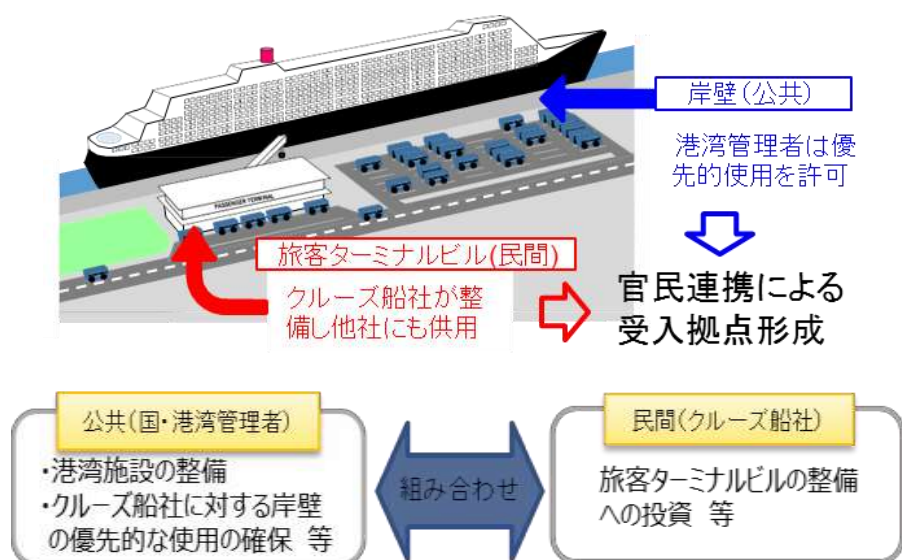 岸壁(公共)
港湾管理者は優
先的使用を許可
PASSENGER TERMINAL
旅客ターミナルビル(民間)
クルーズ船社が整
備し他社にも供用
官民連携による
受入拠点形成
公共(国・港湾管理者)
・港湾施設の整備
・クルーズ船社に対する岸壁
の優先的な使用の確保 等
組み合わせ
民間(クルーズ船社)
旅客ターミナルビルの整備
への投資 等